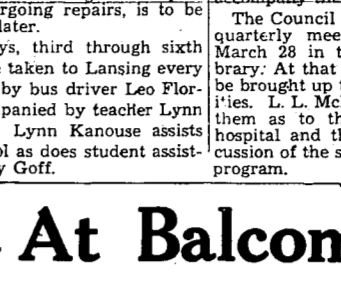 rgoing repairs, is to be
later.
ys, third through sixth
taken to Lansing every
by bus driver Leo Flor-
panied by teacher Lynn
Lynn Kanouse assists
ol as does student assist-
y Goff.
The Council
quarterly mee
March 28 in t
brary. At that
be brought up t
ities. L. L. Mc
them as to th
hospital and th
cussion of the s
program.
At Balcon